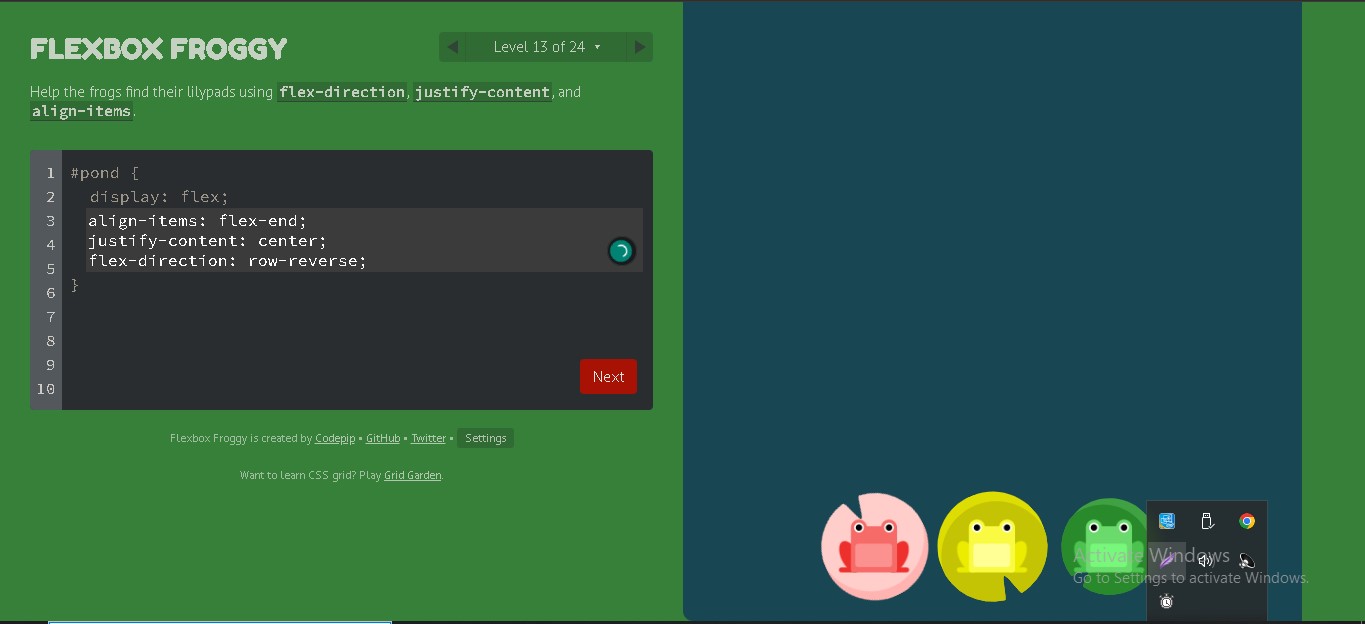 FLEXBOX FROGGY
Level 13 of 24
Help the frogs find their lilypads using flex-direction, justify-content, and
align-items.
1 #pond {
2 display: flex;
3 align-items: flex-end;
4 justify-content: center;
5 flex-direction: row-reverse;
6 }
7
8
9
10
Next
Flexbox Froggy is created by Codepip • GitHub • Twitter • Settings
Want to learn CSS grid? Play Grid Garden.
Activate Windows
Go to Settings to activate Windows.